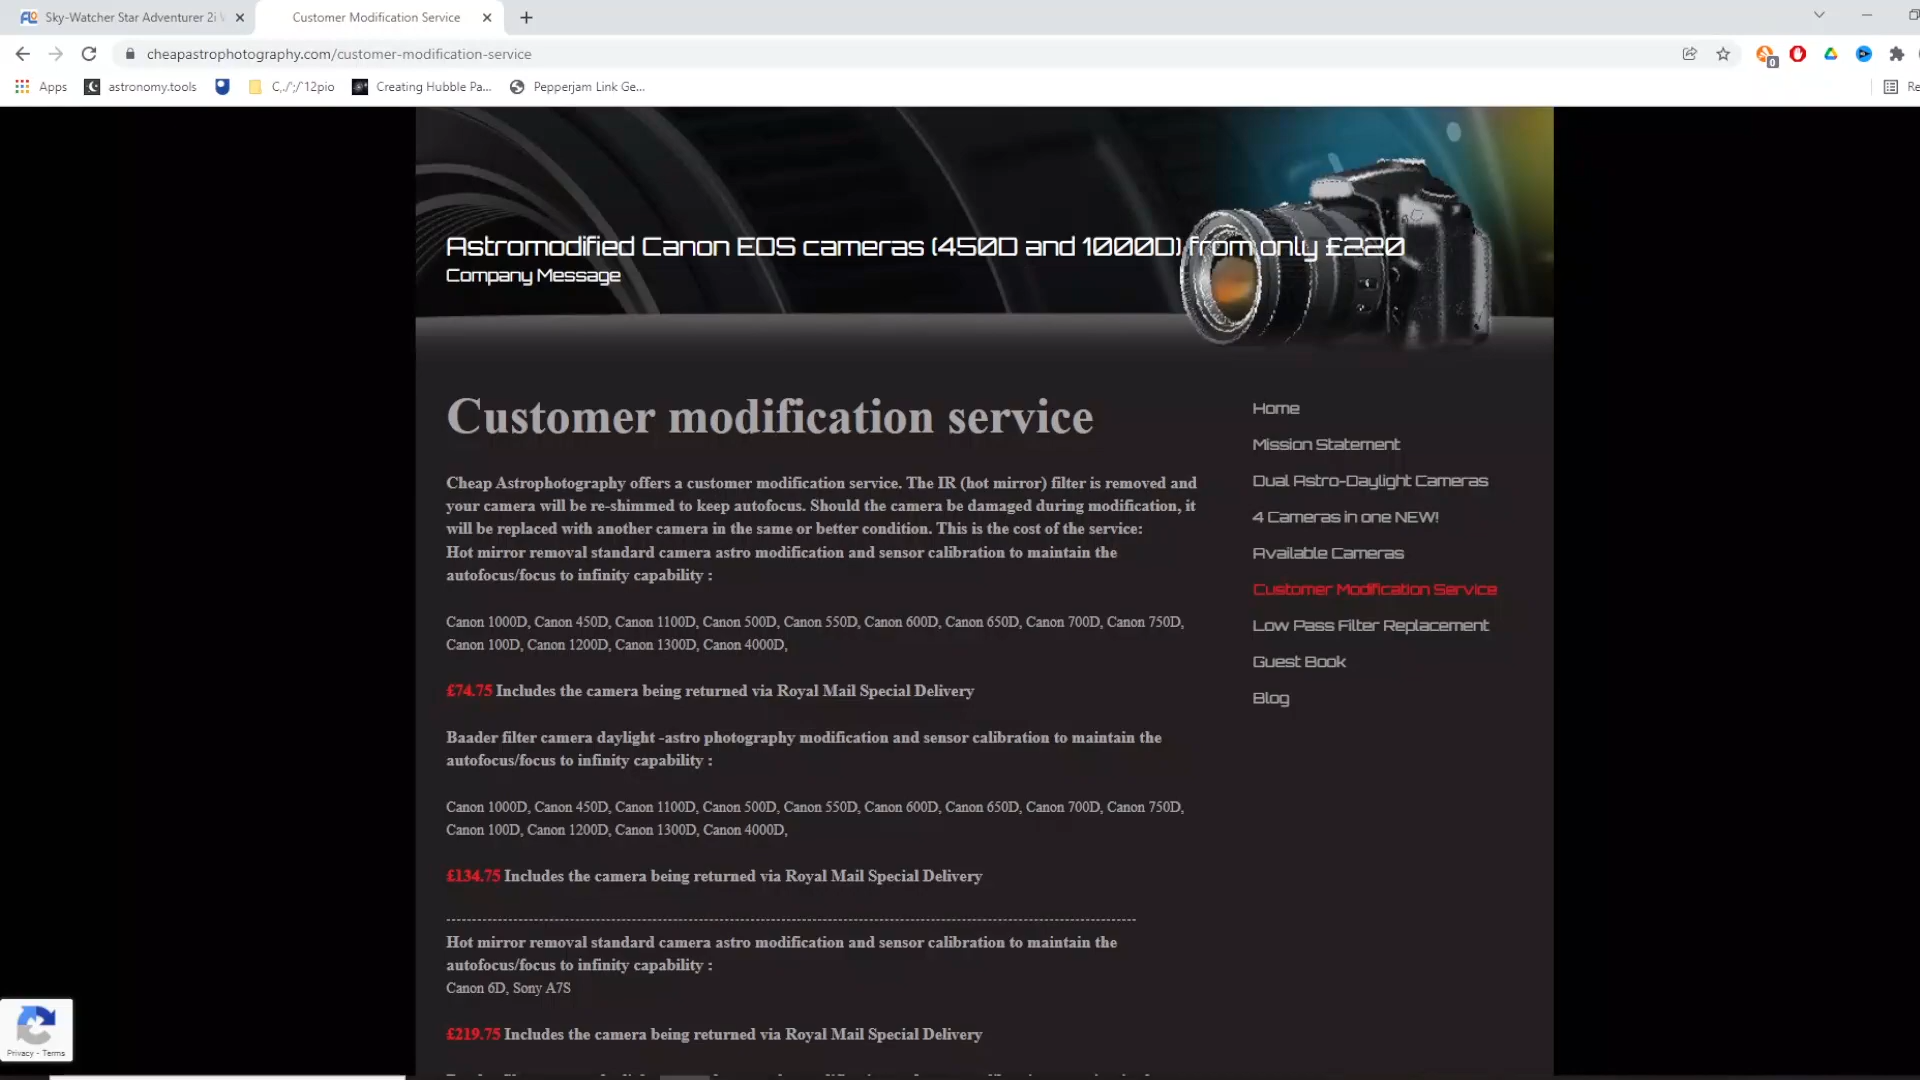 Sky-Watcher Star Adventurer 2i
Customer Modification Service
cheapastrophotography.com/customer-modification-service
0
Apps
astronomy.tools
C,./';/`12pio
Creating Hubble Pa...
Pepperjam Link Ge...
Astromodified Canon EOS cameras (450D and 1000D) from only £220
Company Message
Customer modification service
Cheap Astrophotography offers a customer modification service. The IR (hot mirror) filter is removed and
your camera will be re-shimmed to keep autofocus. Should the camera be damaged during modification, it
will be replaced with another camera in the same or better condition. This is the cost of the service:
Hot mirror removal standard camera astro modification and sensor calibration to maintain the
autofocus/focus to infinity capability :
Canon 1000D, Canon 450D, Canon 1100D, Canon 500D, Canon 550D, Canon 600D, Canon 650D, Canon 700D, Canon 750D,
Canon 100D, Canon 1200D, Canon 1300D, Canon 4000D,
£74.75 Includes the camera being returned via Royal Mail Special Delivery
Baader filter camera daylight -astro photography modification and sensor calibration to maintain the
autofocus/focus to infinity capability :
Canon 1000D, Canon 450D, Canon 1100D, Canon 500D, Canon 550D, Canon 600D, Canon 650D, Canon 700D, Canon 750D,
Canon 100D, Canon 1200D, Canon 1300D, Canon 4000D,
£134.75 Includes the camera being returned via Royal Mail Special Delivery
Hot mirror removal standard camera astro modification and sensor calibration to maintain the
autofocus/focus to infinity capability :
Canon 6D, Sony A7S
£219.75 Includes the camera being returned via Royal Mail Special Delivery
Home
Mission Statement
Dual Astro-Daylight Cameras
4 Cameras in one NEW!
Available Cameras
Customer Modification Service
Low Pass Filter Replacement
Guest Book
Blog
Privacy - Terms